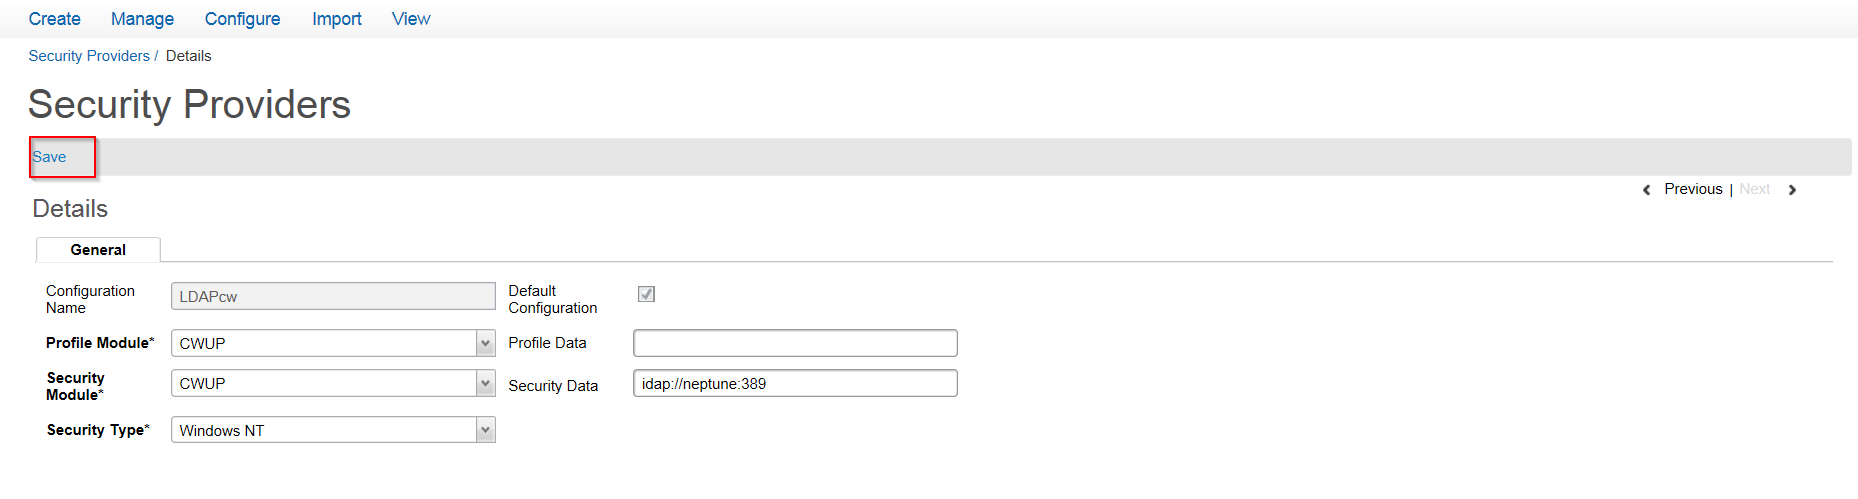 Create Manage Configure Import View
Security Providers / Details
Security Providers
Save
Previous | Next
Details
General
Configuration Name LDAPcw Default Configuration
Profile Module* CWUP Profile Data
Security Module* CWUP Security Data idap://neptune:389
Security Type* Windows NT